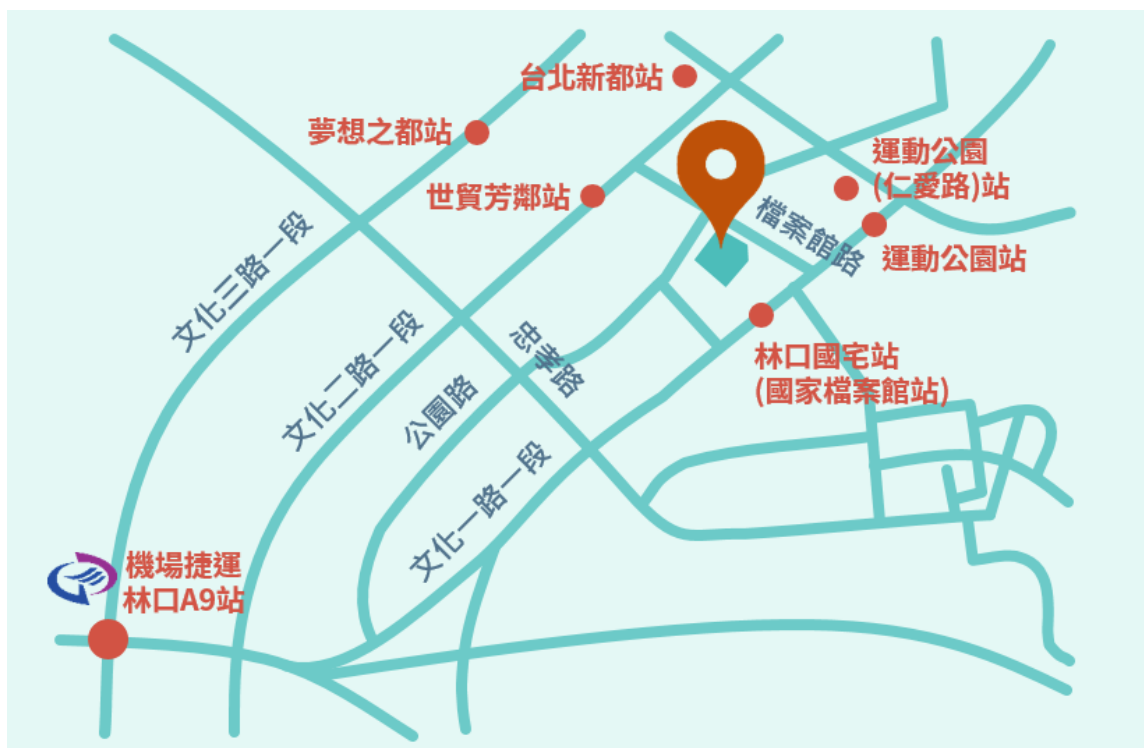 台北新都站
夢想之都站
運動公園
(仁愛路)站
世貿芳鄰站
檔案館路
運動公園站
文化三路一段
文化二路一段
忠孝路
林口國宅站
(國家檔案館站)
公園路
文化一路一段
機場捷運
林口A9站